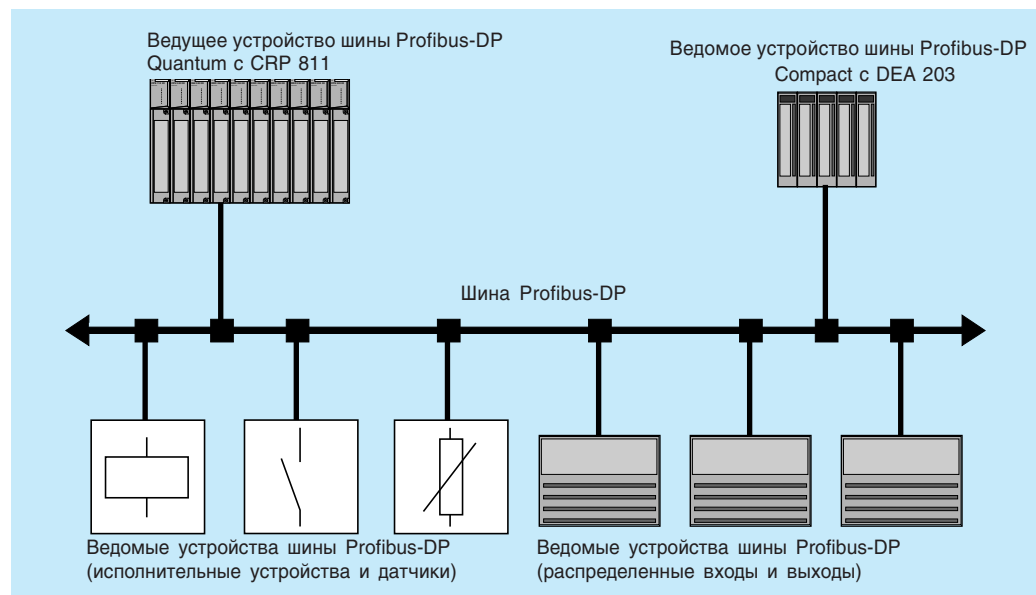 Ведущее устройство шины Profibus-DP
Quantum с CRP 811
Ведомое устройство шины Profibus-DP
Compact с DEA 203
Шина Profibus-DP
Ведомые устройства шины Profibus-DP
(исполнительные устройства и датчики)
Ведомые устройства шины Profibus-DP
(распределенные входы и выходы)